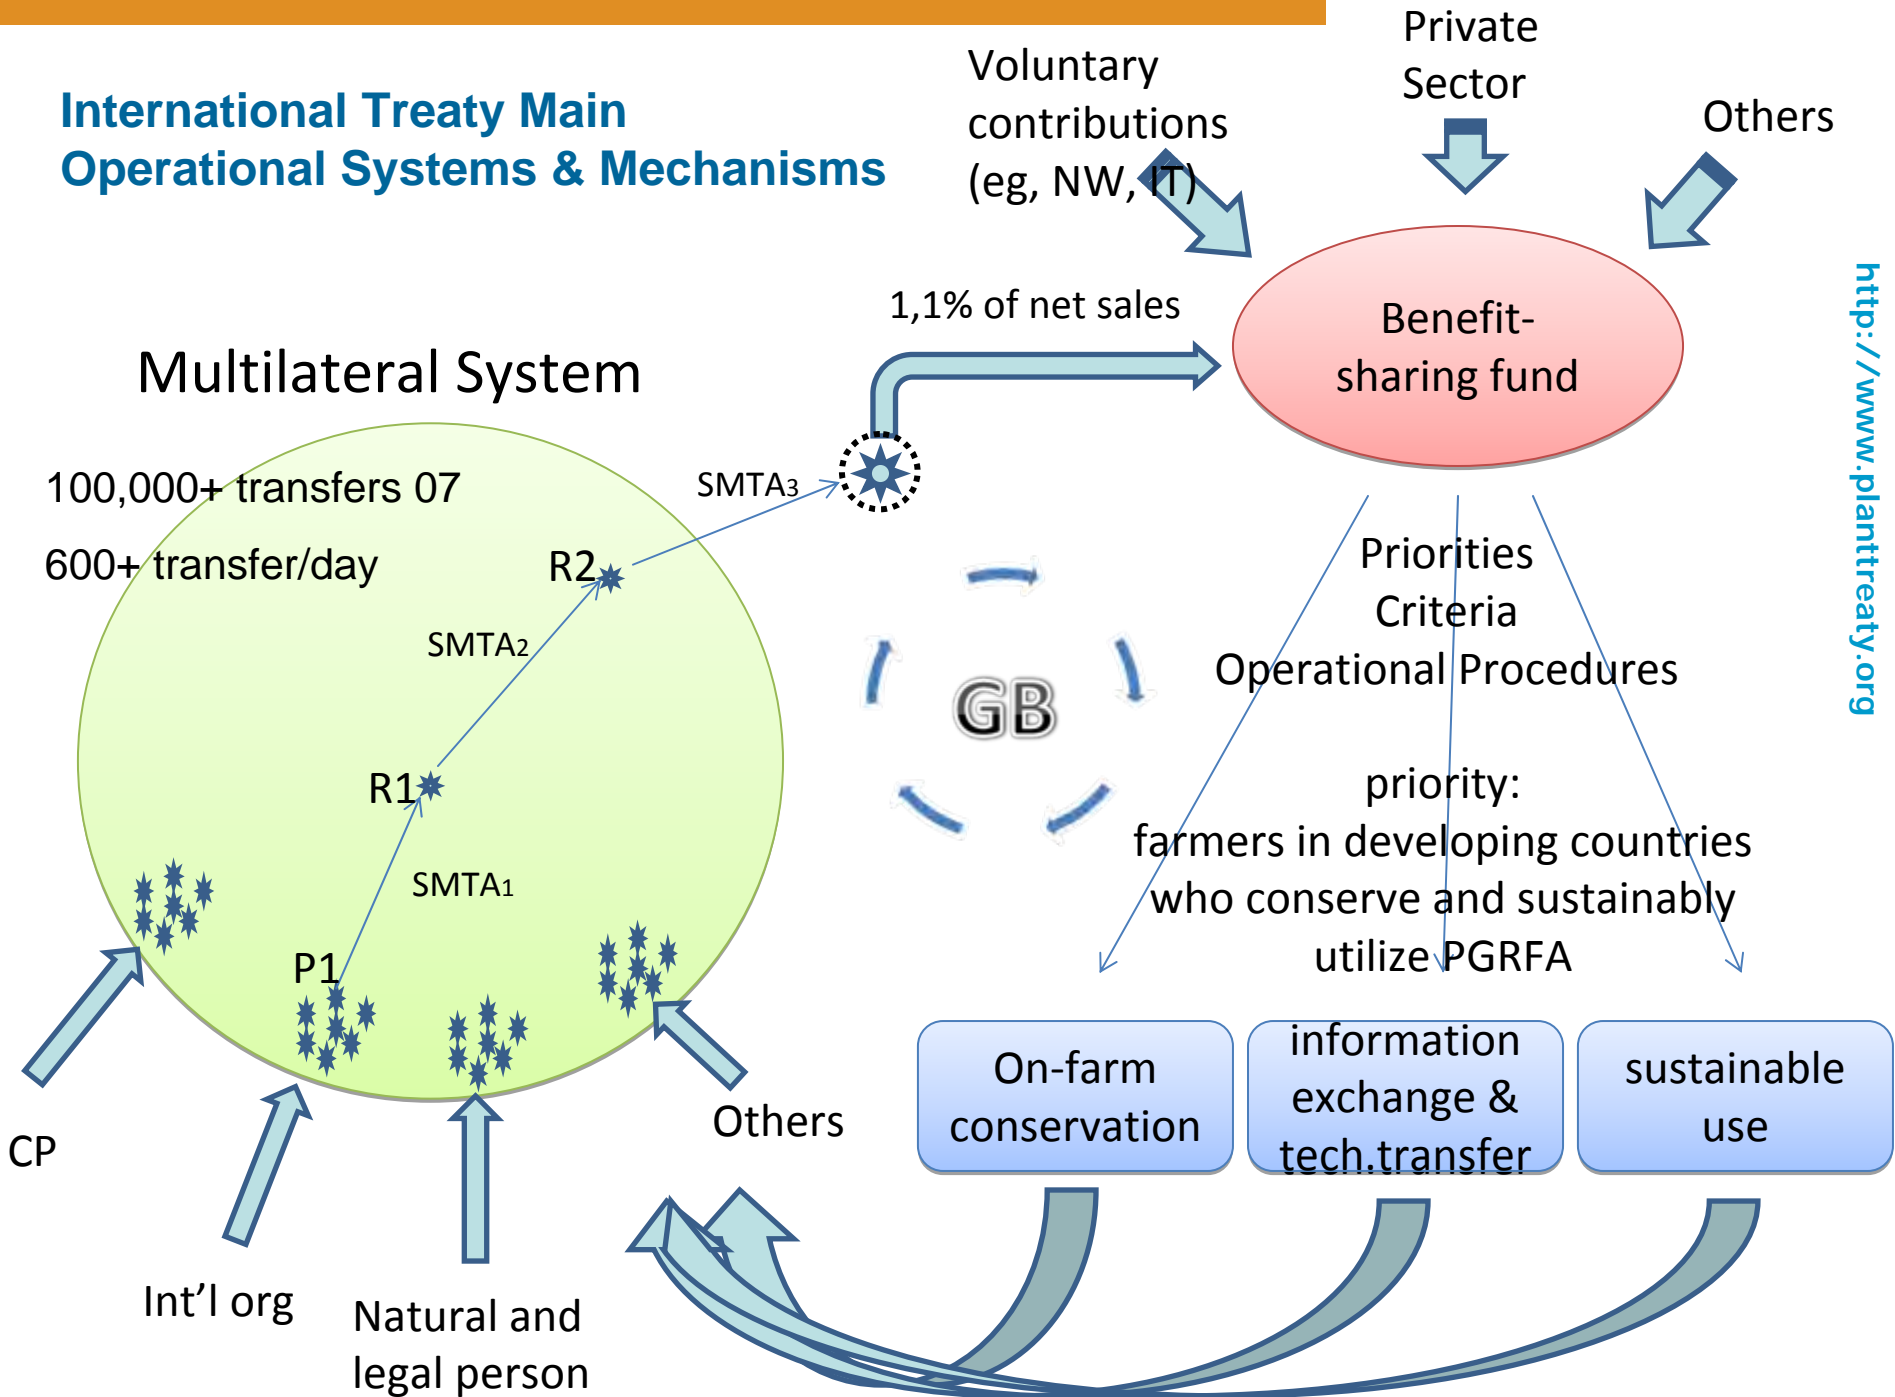 International Treaty Main
Operational Systems & Mechanisms
Voluntary
contributions
(eg, NW, IT)
Private
Sector
Others
http://www.planttreaty.org
1,1% of net sales
Benefit-
sharing fund
Multilateral System
100,000+ transfers 07
600+ transfer/day
SMTA3
R2
SMTA2
R1
SMTA1
P1
GB
Priorities
Criteria
Operational Procedures
priority:
farmers in developing countries
who conserve and sustainably
utilize PGRFA
On-farm
conservation
information
exchange &
tech.transfer
sustainable
use
CP
Int’l org
Natural and
legal person
Others